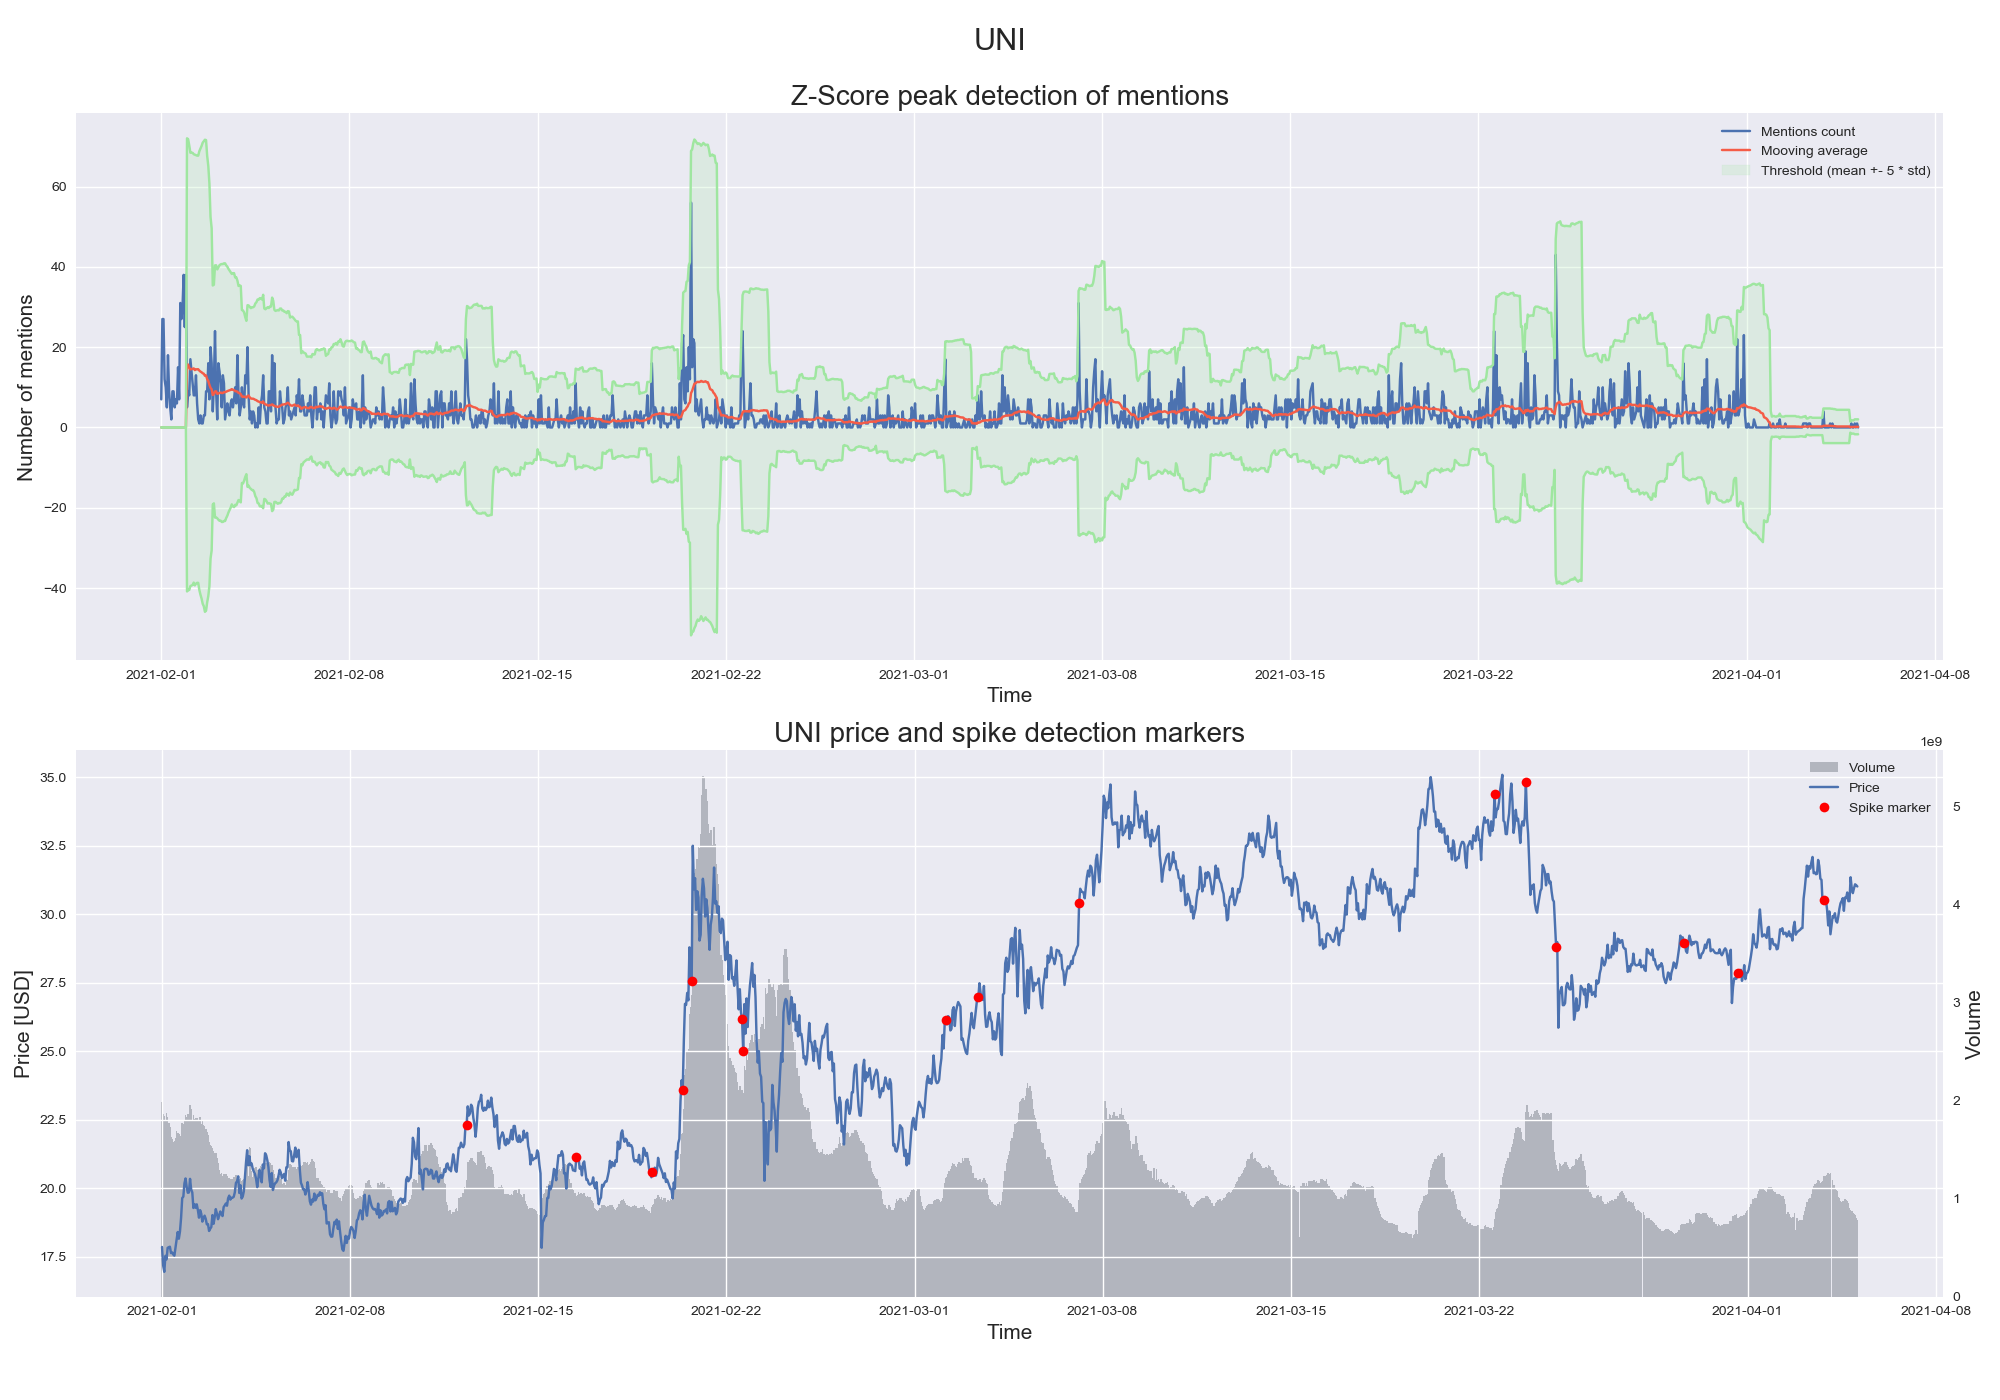 UNI
Z-Score peak detection of mentions
Mentions count
Mooving average
Threshold (mean +- 5 * std)
Number of mentions
60
40
20
0
−20
−40
2021-02-01
2021-02-08
2021-02-15
2021-02-22
2021-03-01
2021-03-08
2021-03-15
2021-03-22
2021-04-01
2021-04-08
Time
UNI price and spike detection markers
1e9
Volume
Price
Spike marker
Price [USD]
35.0
32.5
30.0
27.5
25.0
22.5
20.0
17.5
5
4
3
2
1
0
Volume
2021-02-01
2021-02-08
2021-02-15
2021-02-22
2021-03-01
2021-03-08
2021-03-15
2021-03-22
2021-04-01
2021-04-08
Time